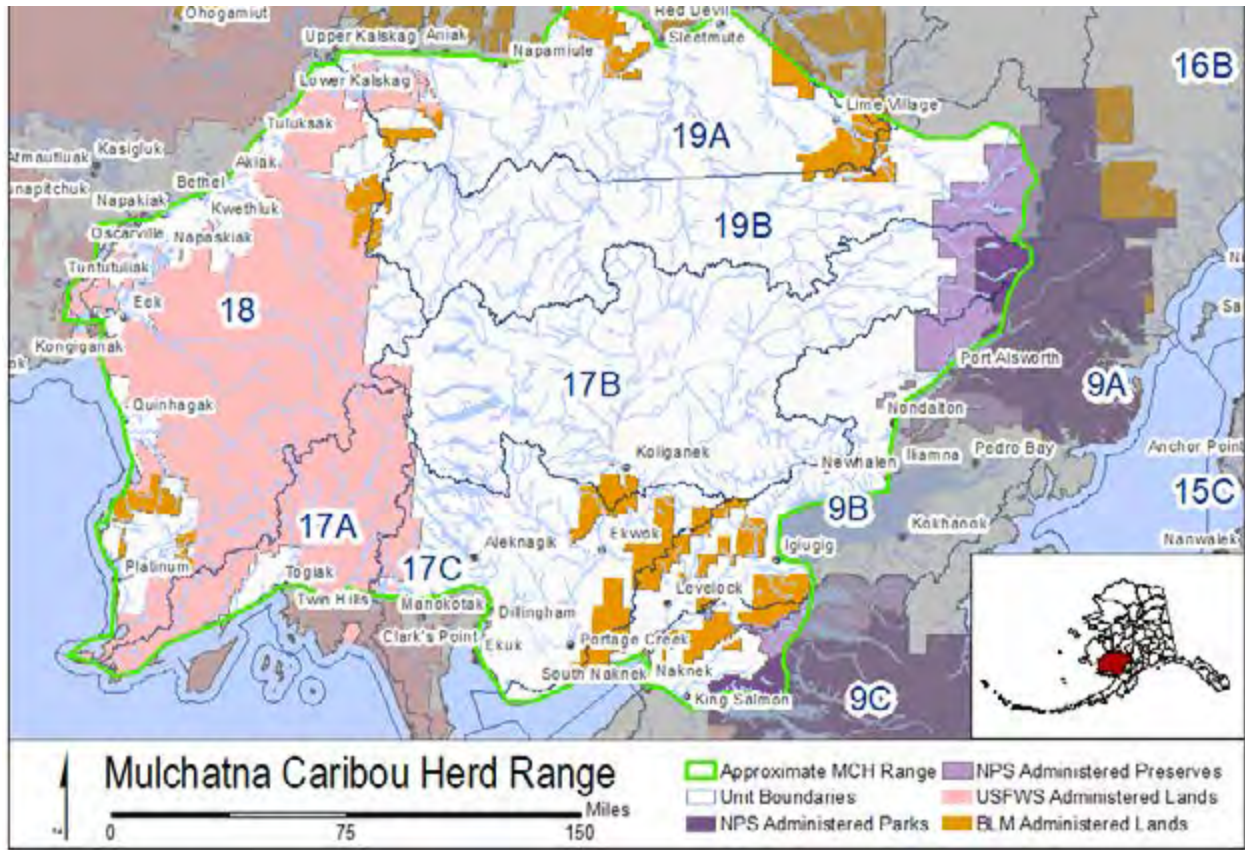 Ohogamiut
Red Devil
Upper Kalskag
Aniak
Napamiute
Sleetmute
16B
Lower Kalskag
Lime Village
Tuluksak
19A
Kasigluk
Atmautluak
Akiak
Bethel
unapitchuk
Napakiak
Kwethluk
19B
Oscarville
Napaskiak
Tuntutuliak
Eek
18
Kongiganak
Port Alsworth
17B
9A
Quinhagak
Nondalton
Koliganek
Pedro Bay
Iliamna
Anchor Point
Newhalen
15C
17A
9B
Kokhanok
Ekwok
Aleknagik
Igiugig
Nanwalek
Platinum
Togiak
17C
Levelock
Twin Hills
Manokotak
Dillingham
Clark's Point
Portage Creek
Ekuk
South Naknek
Naknek
King Salmon
9C
Mulchatna Caribou Herd Range
Miles
0 75 150
Approximate MCH Range
Unit Boundaries
NPS Administered Parks
NPS Administered Preserves
USFWS Administered Lands
BLM Administered Lands